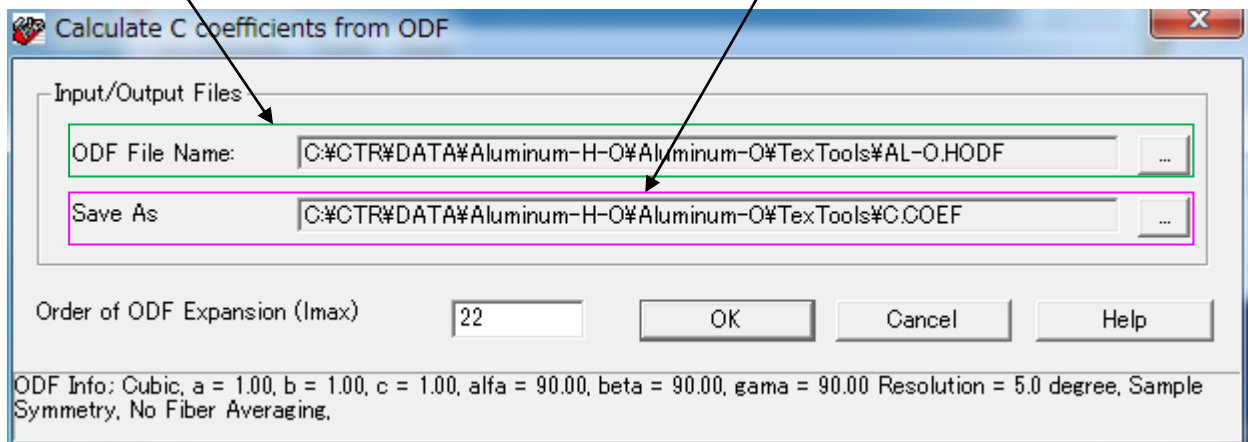 Calculate C coefficients from ODF
Input/Output Files
ODF File Name:
C:¥CTR¥DATA¥Aluminum-H-O¥Aluminum-O¥TexTools¥AL-O.HODF
...
Save As
C:¥CTR¥DATA¥Aluminum-H-O¥Aluminum-O¥TexTools¥C.COEF
...
Order of ODF Expansion (lmax)
22
OK
Cancel
Help
ODF Info; Cubic, a = 1.00, b = 1.00, c = 1.00, alfa = 90.00, beta = 90.00, gama = 90.00 Resolution = 5.0 degree, Sample
Symmetry, No Fiber Averaging,